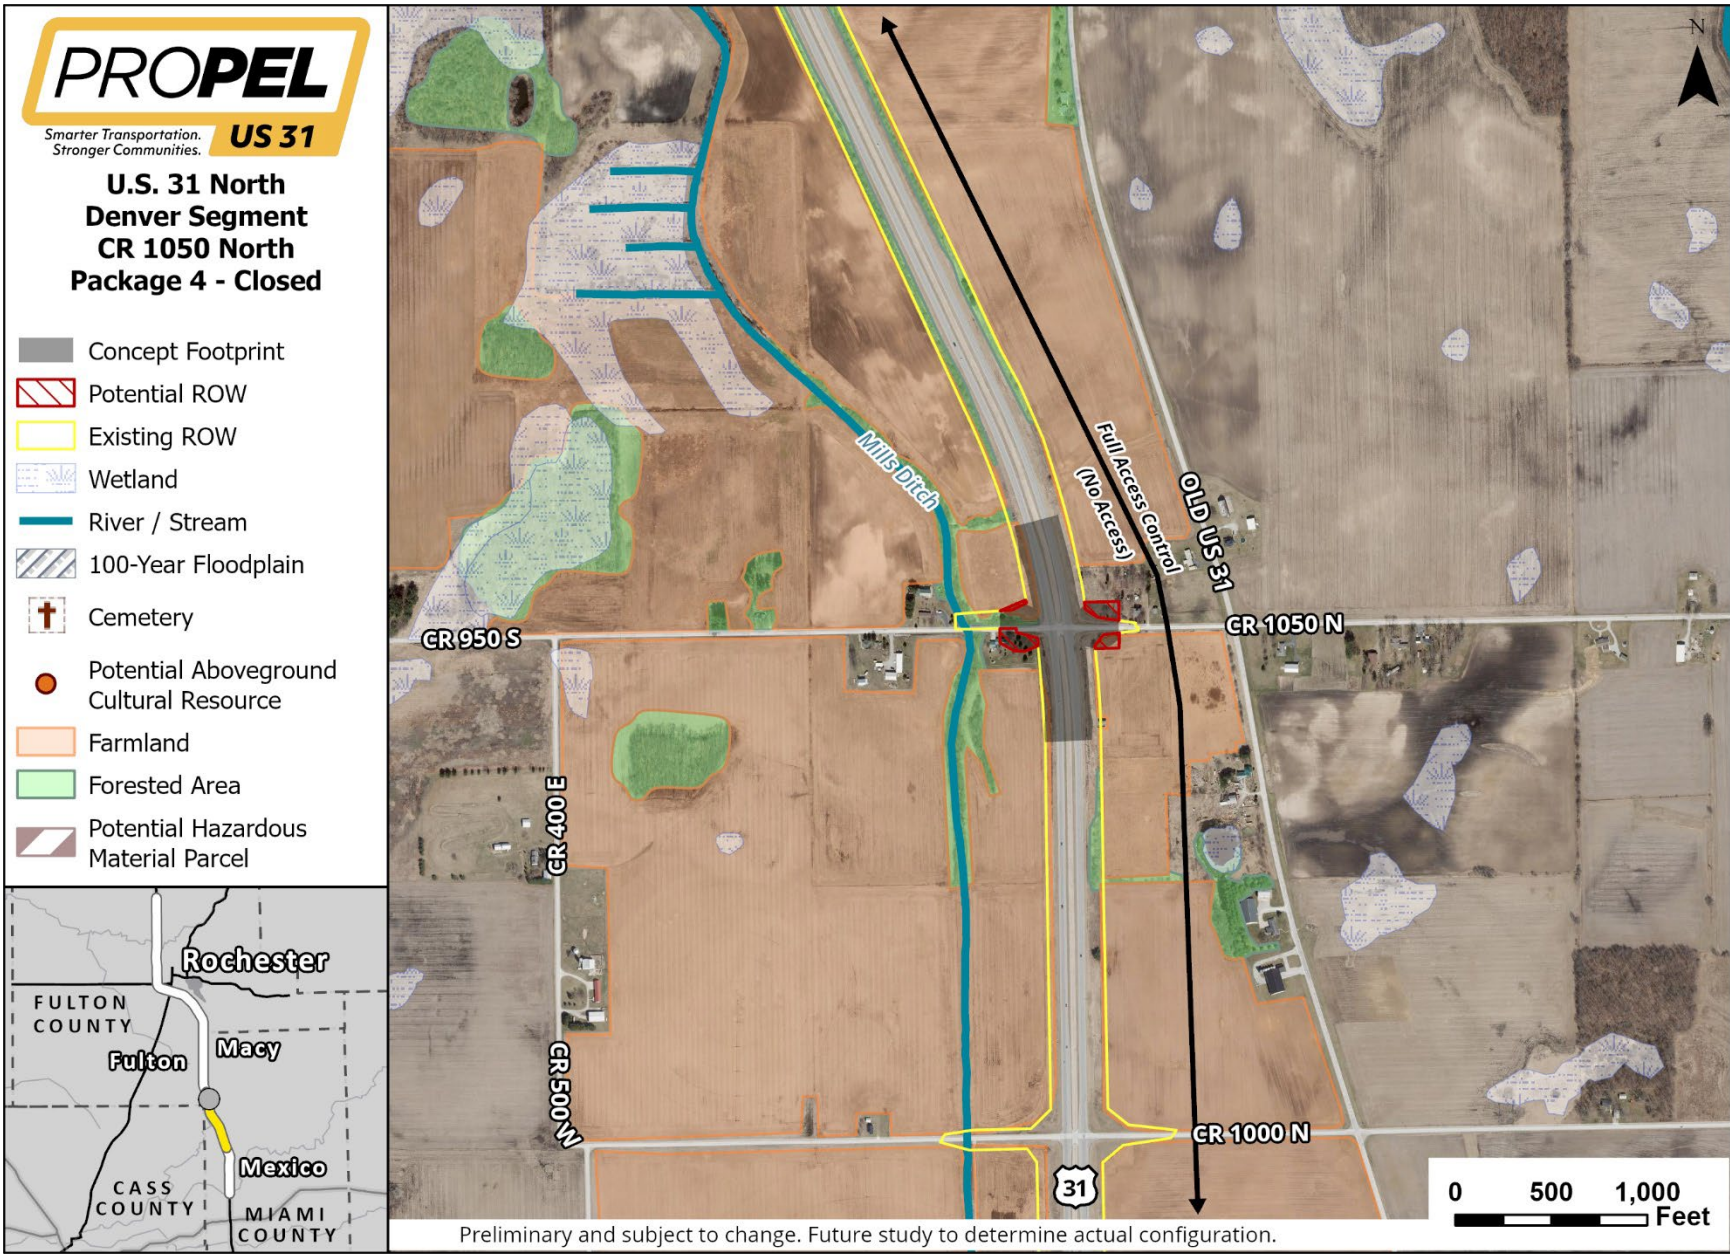 PROPEL
Smarter Transportation.
Stronger Communities.
US 31
U.S. 31 North
Denver Segment
CR 1050 North
Package 4 - Closed
Concept Footprint
Potential ROW
Existing ROW
Wetland
River / Stream
100-Year Floodplain
Cemetery
Potential Aboveground
Cultural Resource
Farmland
Forested Area
Potential Hazardous
Material Parcel
Rochester
FULTON
COUNTY
Fulton
Macy
Mexico
CASS
COUNTY
MIAMI
COUNTY
N
Mills Ditch
Full Access Control
(No Access)
OLD US 31
CR 950 S
CR 1050 N
CR 400 E
CR 500 W
CR 1000 N
31
0 500 1,000
Feet
Preliminary and subject to change. Future study to determine actual configuration.